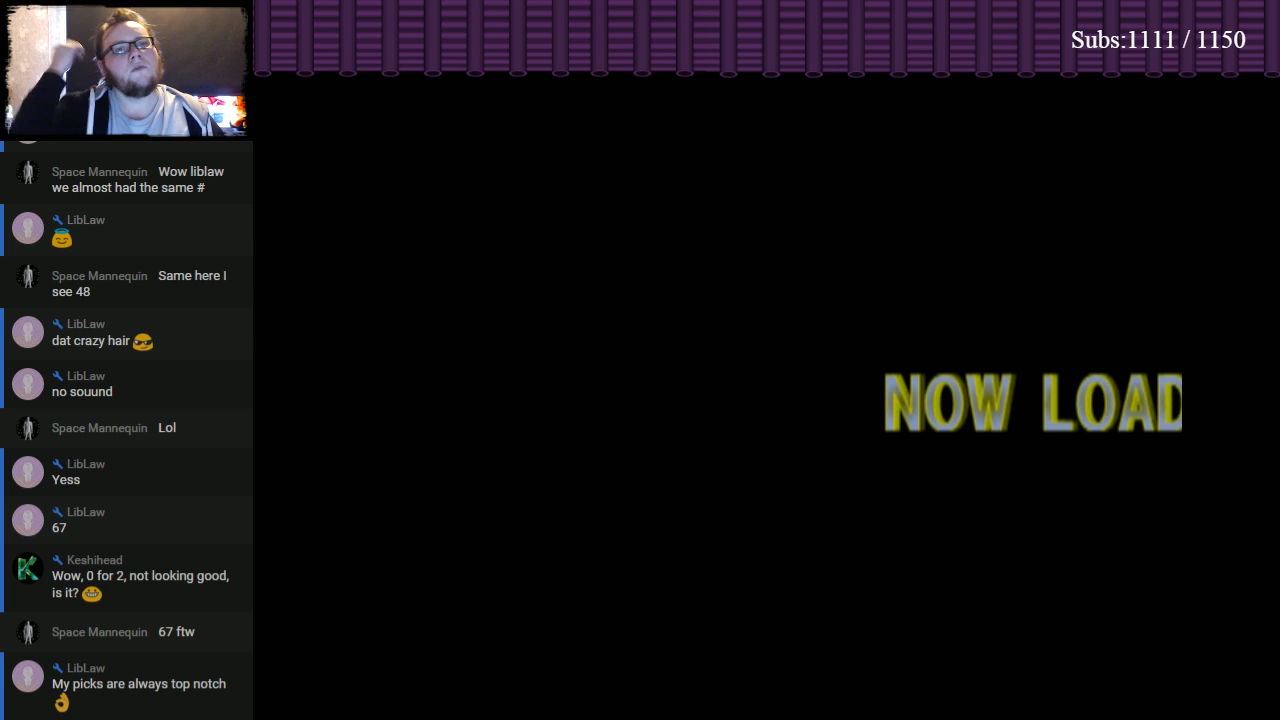 Subs:1111 / 1150
Space Mannequin Wow liblaw
we almost had the same #
LibLaw
Space Mannequin Same here I
see 48
LibLaw
dat crazy hair
LibLaw
no souund
Space Mannequin Lol
LibLaw
Yess
LibLaw
67
Keshihead
Wow, 0 for 2, not looking good,
is it?
Space Mannequin 67 ftw
LibLaw
My picks are always top notch
NOW LOAD